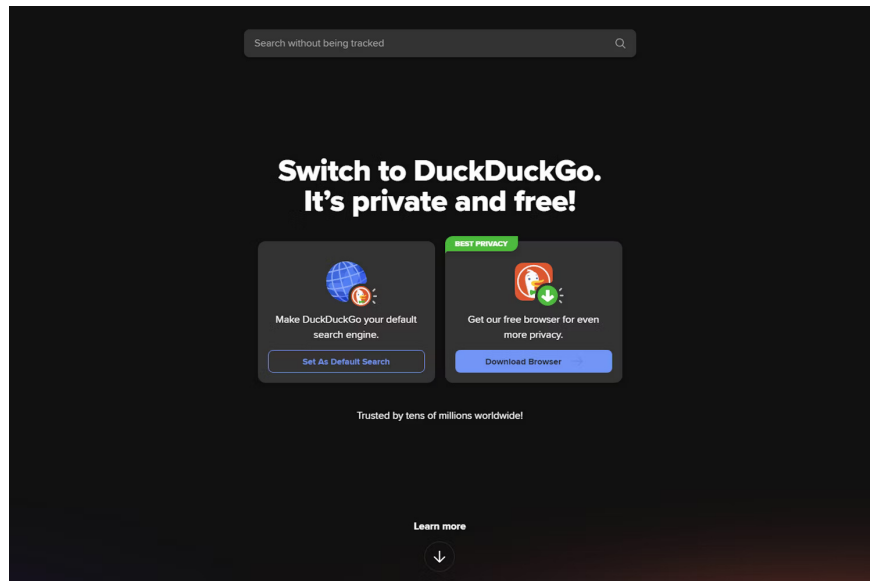 Search without being tracked
Switch to DuckDuckGo.
It's private and free!
Make DuckDuckGo your default
search engine.
Set As Default Search
BEST PRIVACY
Get our free browser for even
more privacy.
Download Browser
Trusted by tens of millions worldwide!
Learn more